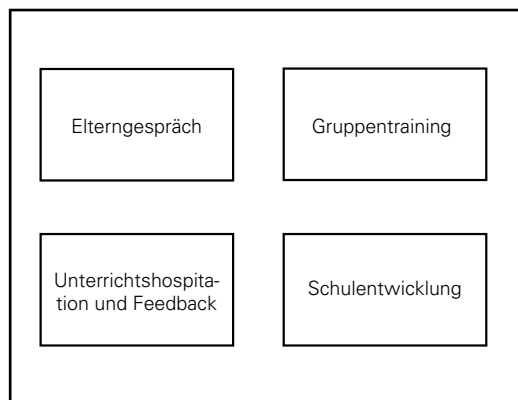 Elterngespräch
Gruppentraining
Unterrichtshospita-
tion und Feedback
Schulentwicklung